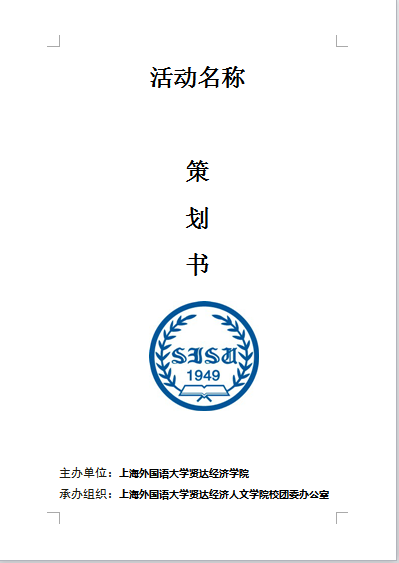 活动名称
策
划
书
SISU
1949
主办单位：上海外国语大学贤达经济学院
承办组织：上海外国语大学贤达经济人文学院校团委办公室